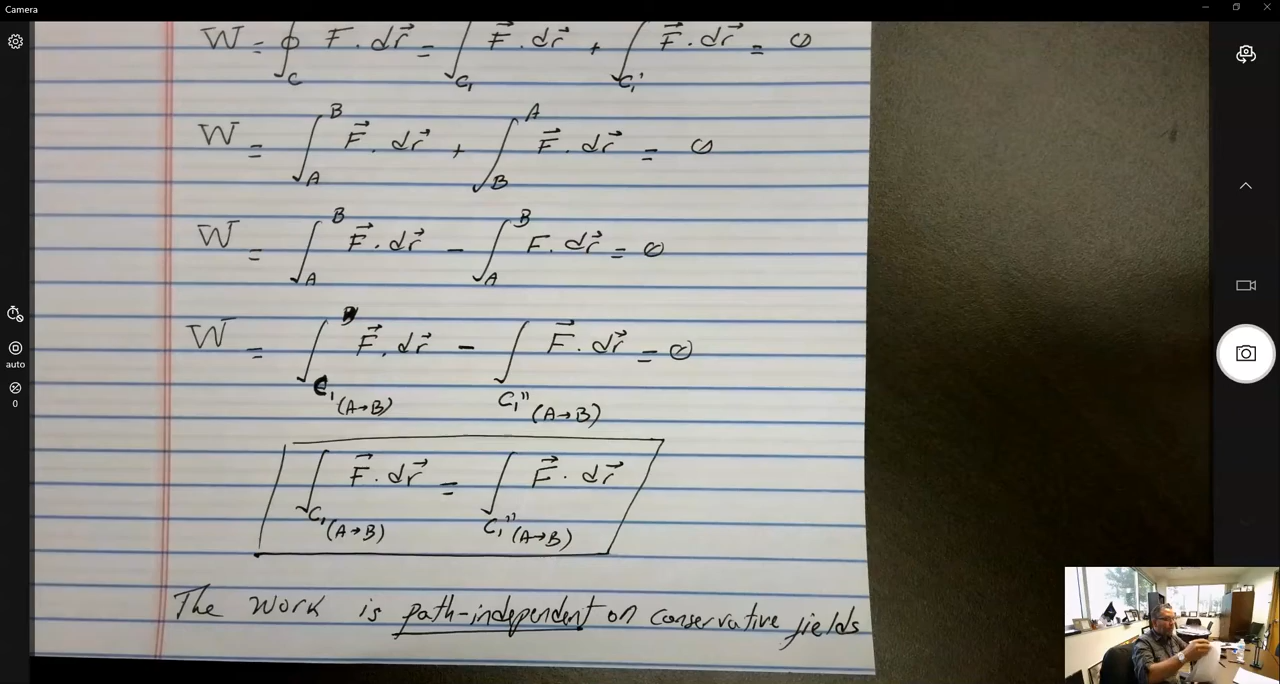 Camera
W = ∮_C F · dr⃗ = ∫_{C₁} F⃗ · dr⃗ + ∫_{C₁'} F⃗ · dr⃗ = 0
W = ∫_A^B F⃗ · dr⃗ + ∫_B^A F⃗ · dr⃗ = 0
W = ∫_A^B F⃗ · dr⃗ - ∫_A^B F · dr⃗ = 0
W = ∫_{C₁ (A→B)} F⃗ · dr⃗ - ∫_{C₁'' (A→B)} F⃗ · dr⃗ = 0
∫_{C₁ (A→B)} F⃗ · dr⃗ = ∫_{C₁'' (A→B)} F⃗ · dr⃗
The work is path-independent on conservative fields
auto
0